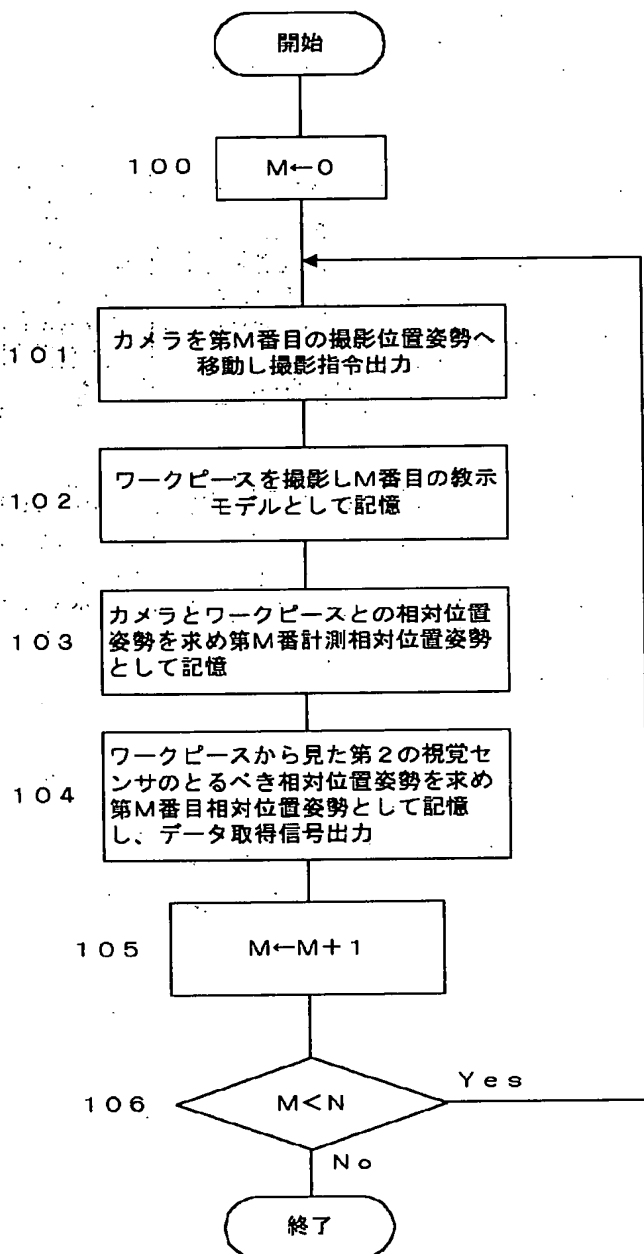 開始
100
M←0
101
カメラを第M番目の撮影位置姿勢へ
移動し撮影指令出力
102
ワークピースを撮影しM番目の教示
モデルとして記憶
103
カメラとワークピースとの相対位置
姿勢を求め第M番計測相対位置姿勢
として記憶
104
ワークピースから見た第2の視覚セ
ンサのとるべき相対位置姿勢を求め
第M番目相対位置姿勢として記憶
し、データ取得信号出力
105
M←M+1
106
M<N
Yes
No
終了